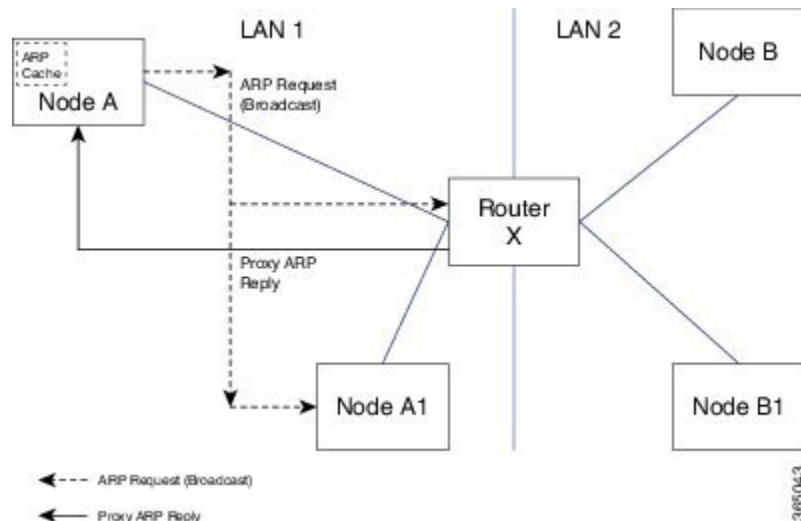 LAN 1
LAN 2
ARP
Cache
Node A
ARP Request
(Broadcast)
Node B
Router
X
Proxy ARP
Reply
Node A1
Node B1
ARP Request (Broadcast)
Proxy ARP Reply
365043